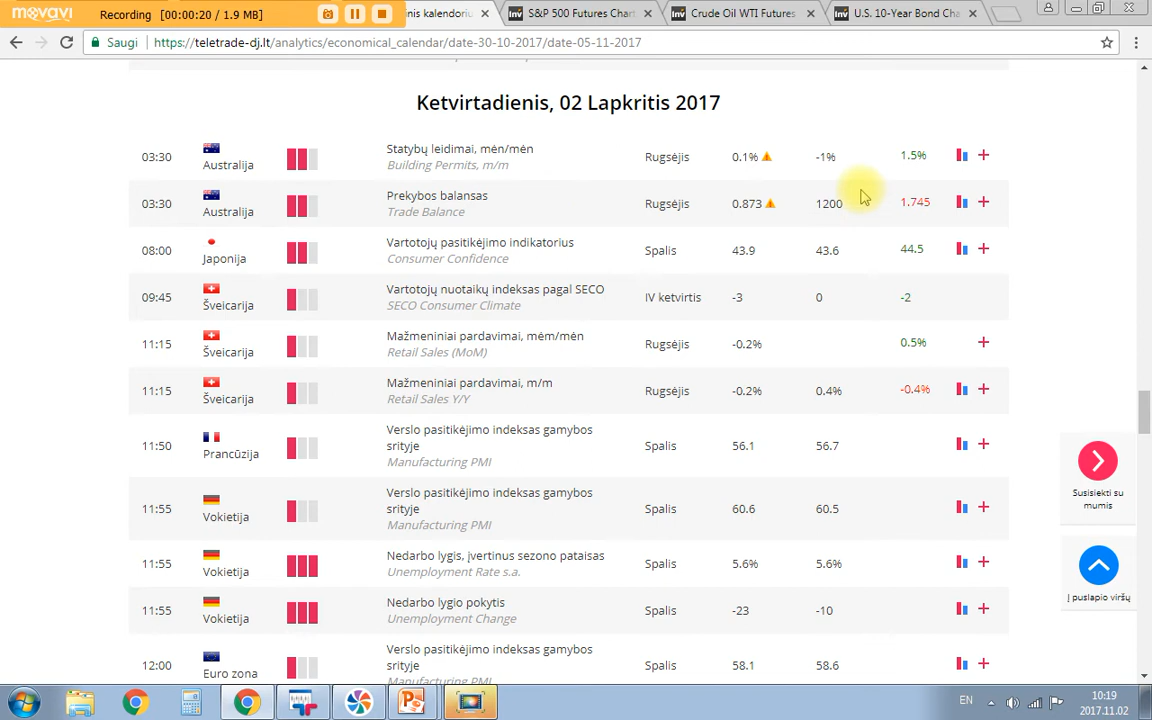 movavi
Recording [ 00:00:20 / 1.9 MB ]
inis kalendoriu
S&P 500 Futures Chart
Crude Oil WTI Futures
U.S. 10-Year Bond Cha
Saugi
https://teletrade-dj.lt/analytics/economical_calendar/date-30-10-2017/date-05-11-2017
Ketvirtadienis, 02 Lapkritis 2017
03:30 Australija Statybų leidimai, mėn/mėn Rugsėjis 0.1% -1% 1.5% +
Building Permits, m/m
03:30 Australija Prekybos balansas Rugsėjis 0.873 1200 1.745 +
Trade Balance
08:00 Japonija Vartotojų pasitikėjimo indikatorius Spalis 43.9 43.6 44.5 +
Consumer Confidence
09:45 Šveicarija Vartotojų nuotaikų indeksas pagal SECO IV ketvirtis -3 0 -2
SECO Consumer Climate
11:15 Šveicarija Mažmeniniai pardavimai, mėm/mėn Rugsėjis -0.2% 0.5% +
Retail Sales (MoM)
11:15 Šveicarija Mažmeniniai pardavimai, m/m Rugsėjis -0.2% 0.4% -0.4% +
Retail Sales Y/Y
11:50 Prancūzija Verslo pasitikėjimo indeksas gamybos Spalis 56.1 56.7 +
srityje
Manufacturing PMI
11:55 Vokietija Verslo pasitikėjimo indeksas gamybos Spalis 60.6 60.5 +
srityje
Manufacturing PMI
11:55 Vokietija Nedarbo lygis, įvertinus sezono pataisas Spalis 5.6% 5.6% +
Unemployment Rate s.a.
11:55 Vokietija Nedarbo lygio pokytis Spalis -23 -10 +
Unemployment Change
12:00 Euro zona Verslo pasitikėjimo indeksas gamybos Spalis 58.1 58.6 +
srityje
Manufacturing PMI
Susisiekti su
mumis
Į puslapio viršų
EN
10:19
2017.11.02